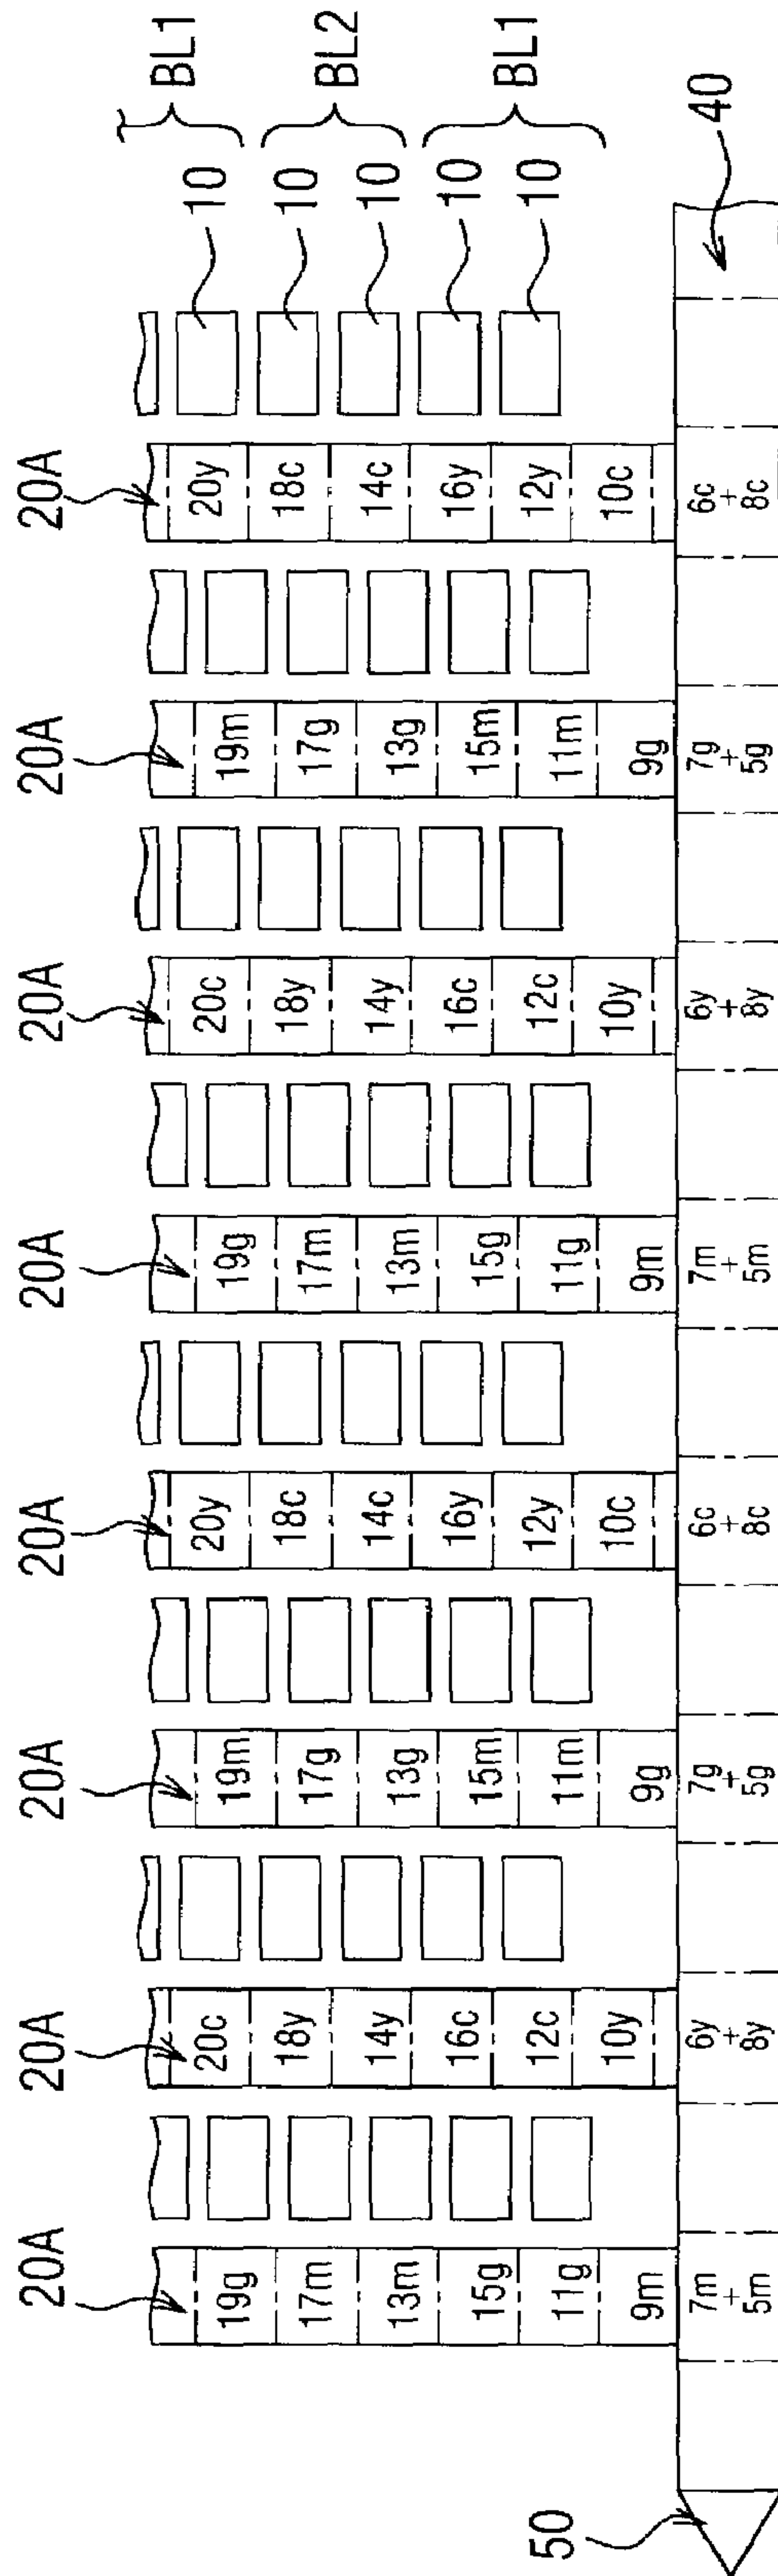 20A 20A 20A 20A 20A 20A 20A 20A
19g 20c 19m 20y 19g 20c 19m 20y 10 BL1
17m 18y 17g 18c 17m 18y 17g 18c 10 BL2
13m 14y 13g 14c 13m 14y 13g 14c 10
15g 16c 15m 16y 15g 16c 15m 16y 10 BL1
11g 12c 11m 12y 11g 12c 11m 12y 10
9m 10y 9g 10c 9m 10y 9g 10c
50 40
7m 6y 7g 6c 7m 6y 7g 6c
+ + + + + + + +
5m 8y 5g 8c 5m 8y 5g 8c